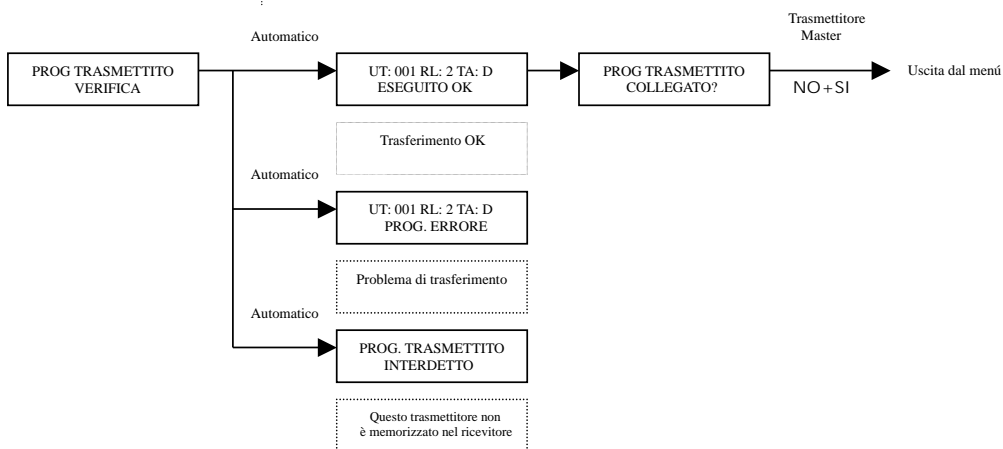 Trasmettitore
Master
Automatico
PROG TRASMETTITO
VERIFICA
UT: 001 RL: 2 TA: D
ESEGUITO OK
PROG TRASMETTITO
COLLEGATO?
NO+SI
Uscita dal menú
Trasferimento OK
Automatico
UT: 001 RL: 2 TA: D
PROG. ERRORE
Problema di trasferimento
Automatico
PROG. TRASMETTITO
INTERDETTO
Questo trasmettitore non
è memorizzato nel ricevitore